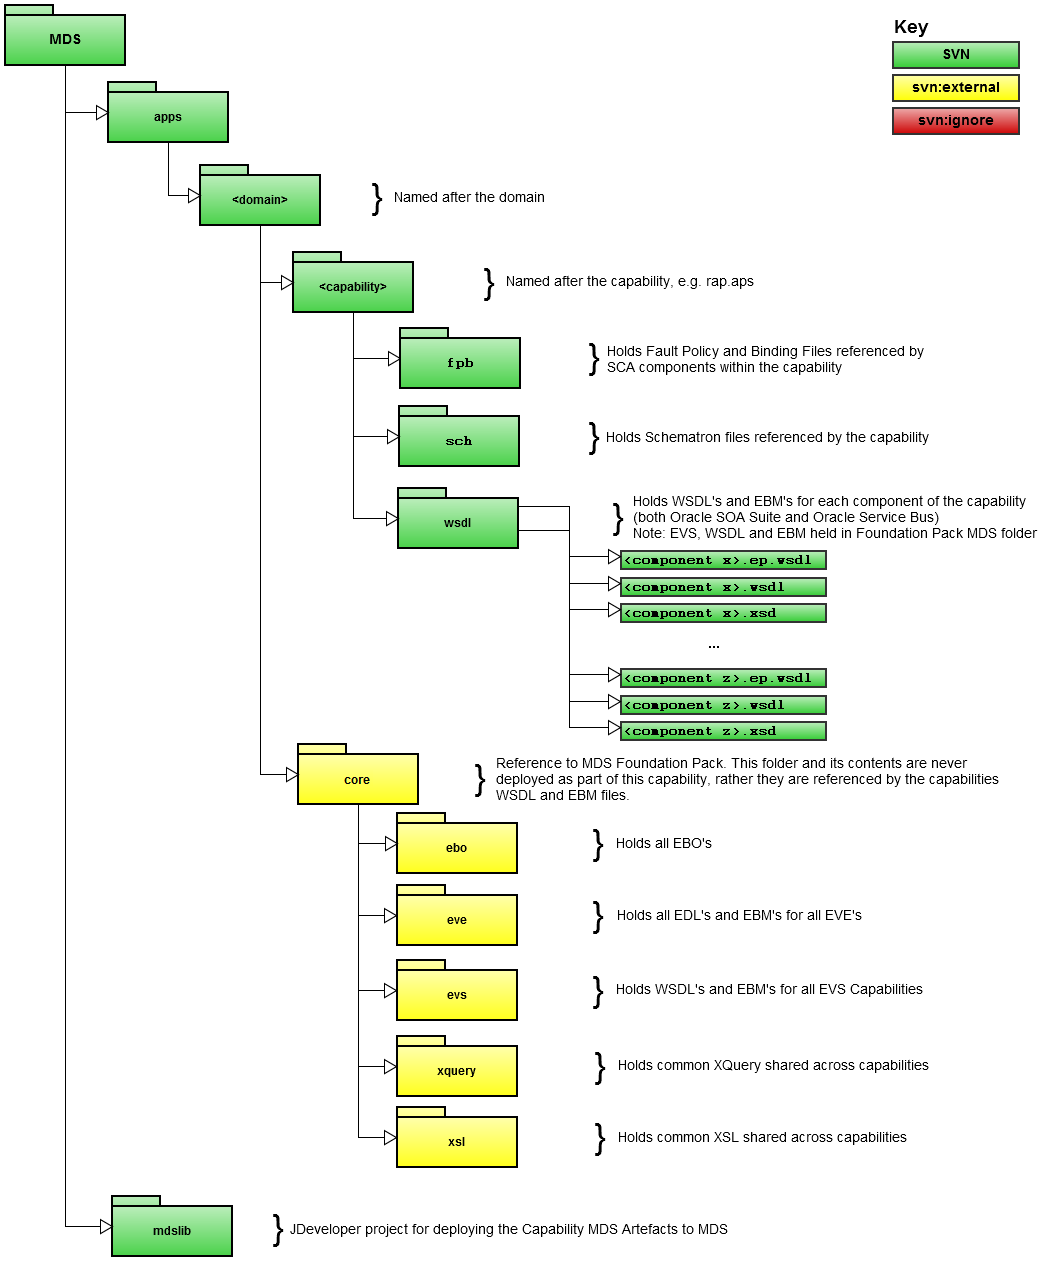 Key
SVN
svn:external
svn:ignore
MDS
apps
<domain>
} Named after the domain
<capability>
} Named after the capability, e.g. rap.aps
fpb
} Holds Fault Policy and Binding Files referenced by
SCA components within the capability
sch
} Holds Schematron files referenced by the capability
wsdl
} Holds WSDL's and EBM's for each component of the capability
(both Oracle SOA Suite and Oracle Service Bus)
Note: EVS, WSDL and EBM held in Foundation Pack MDS folder
<component x>.ep.wsdl
<component x>.wsdl
<component x>.xsd
...
<component z>.ep.wsdl
<component z>.wsdl
<component z>.xsd
core
} Reference to MDS Foundation Pack. This folder and its contents are never
deployed as part of this capability, rather they are referenced by the capabilities
WSDL and EBM files.
ebo
} Holds all EBO's
eve
} Holds all EDL's and EBM's for all EVE's
evs
} Holds WSDL's and EBM's for all EVS Capabilities
xquery
} Holds common XQuery shared across capabilities
xsl
} Holds common XSL shared across capabilities
mdslib
} JDeveloper project for deploying the Capability MDS Artefacts to MDS